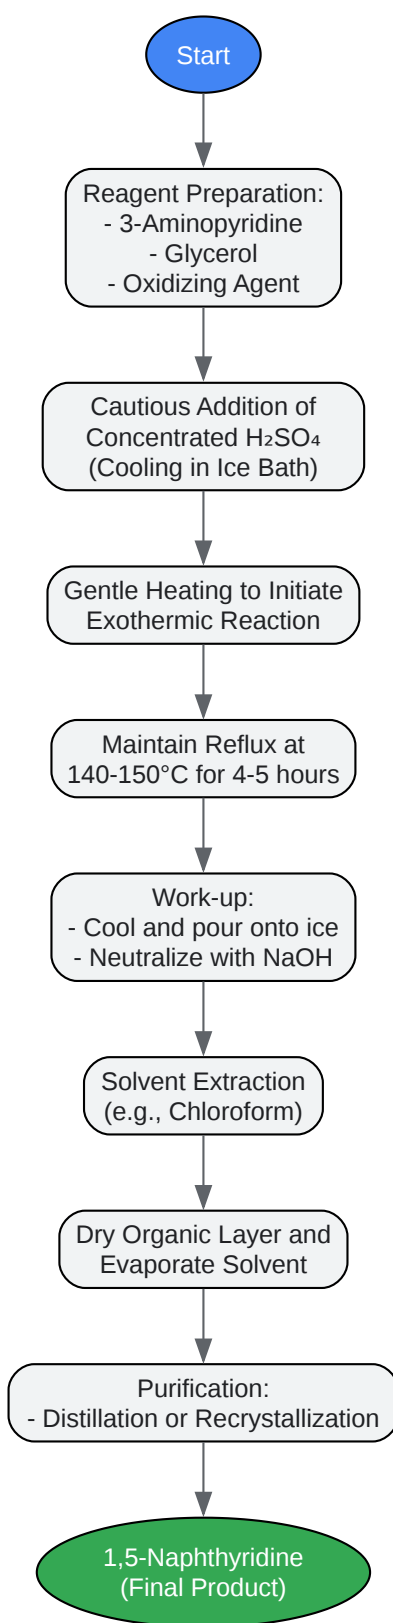 Start
Reagent Preparation:
- 3-Aminopyridine
- Glycerol
- Oxidizing Agent
Cautious Addition of
Concentrated H₂SO₄
(Cooling in Ice Bath)
Gentle Heating to Initiate
Exothermic Reaction
Maintain Reflux at
140-150°C for 4-5 hours
Work-up:
- Cool and pour onto ice
- Neutralize with NaOH
Solvent Extraction
(e.g., Chloroform)
Dry Organic Layer and
Evaporate Solvent
Purification:
- Distillation or Recrystallization
1,5-Naphthyridine
(Final Product)